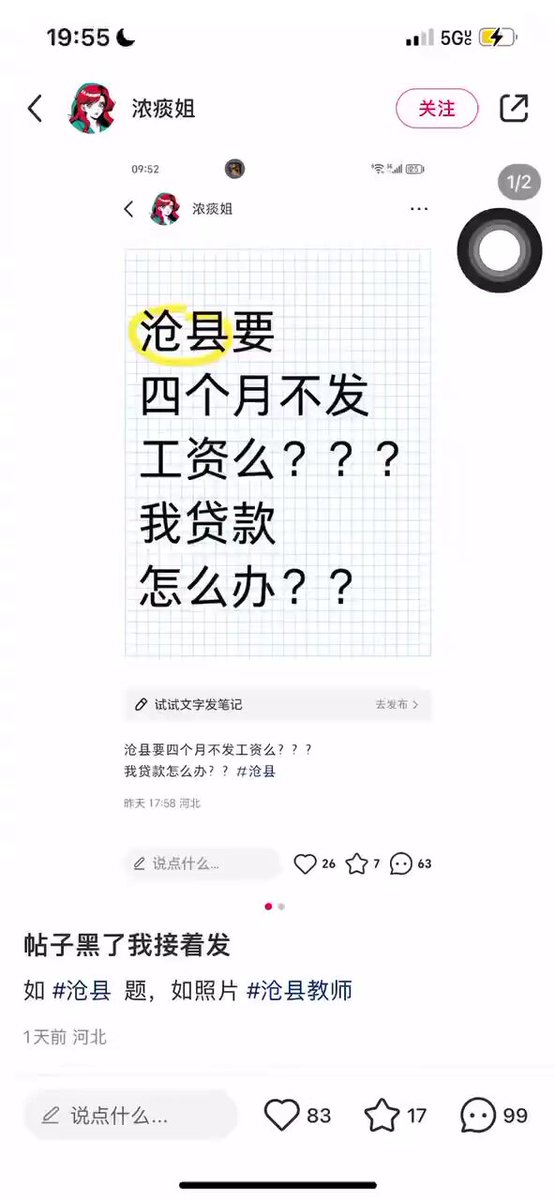 19:55
5G
浓痰姐
关注
09:52
1/2
浓痰姐
沧县要
四个月不发
工资么？？？
我贷款
怎么办？？
试试文字发笔记
去发布
沧县要四个月不发工资么？？？
我贷款怎么办？？ #沧县
昨天 17:58 河北
说点什么...
26
7
63
帖子黑了我接着发
如 #沧县 题，如照片 #沧县教师
1天前 河北
说点什么...
83
17
99